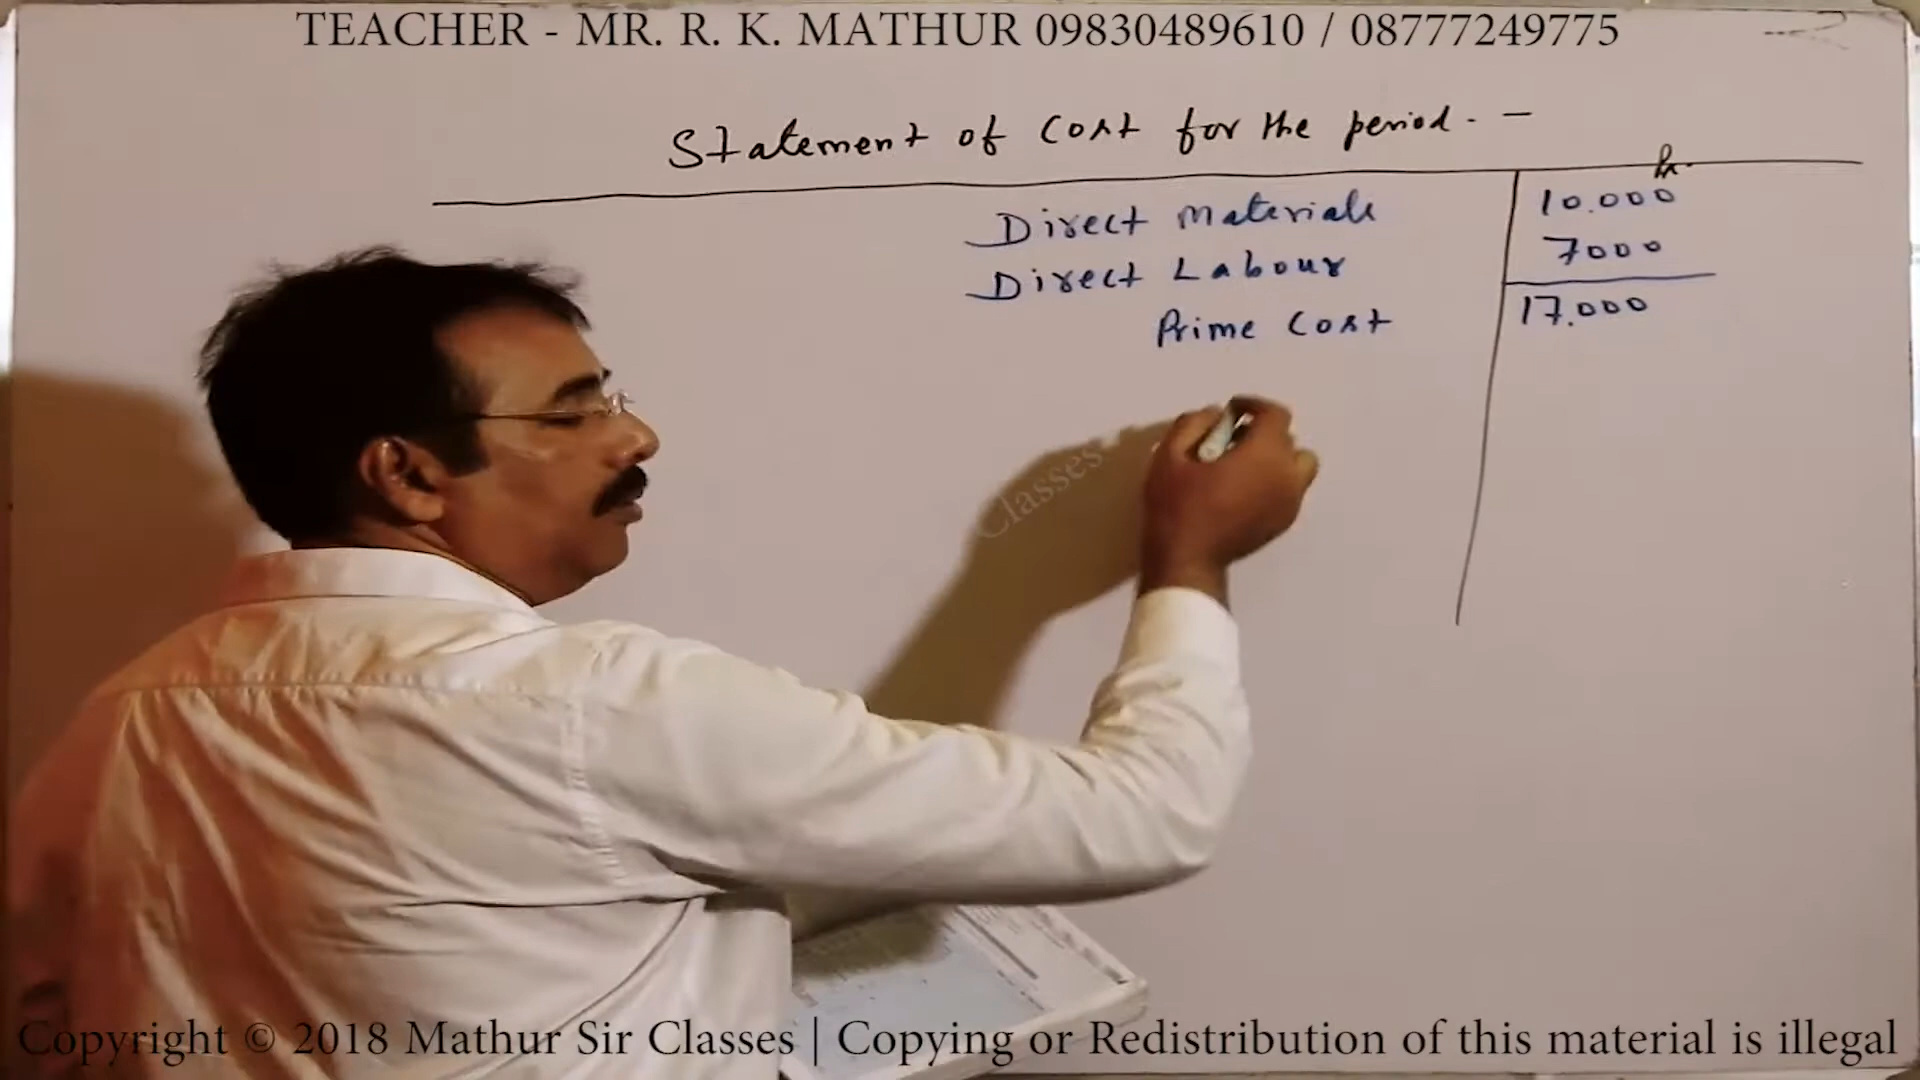 TEACHER - MR. R. K. MATHUR 09830489610 / 08777249775
Statement of Cost for the period. -
Direct Materials 10.000
Direct Labour 7000
Prime Cost 17.000
Classes
Copyright © 2018 Mathur Sir Classes | Copying or Redistribution of this material is illegal